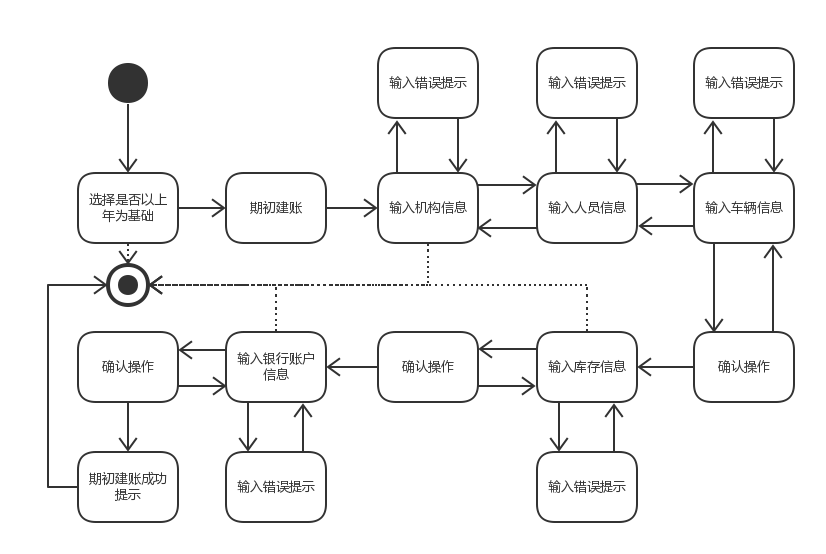 输入错误提示
输入错误提示
输入错误提示
选择是否以上
年为基础
期初建账
输入机构信息
输入人员信息
输入车辆信息
确认操作
输入银行账户
信息
确认操作
输入库存信息
确认操作
期初建账成功
提示
输入错误提示
输入错误提示